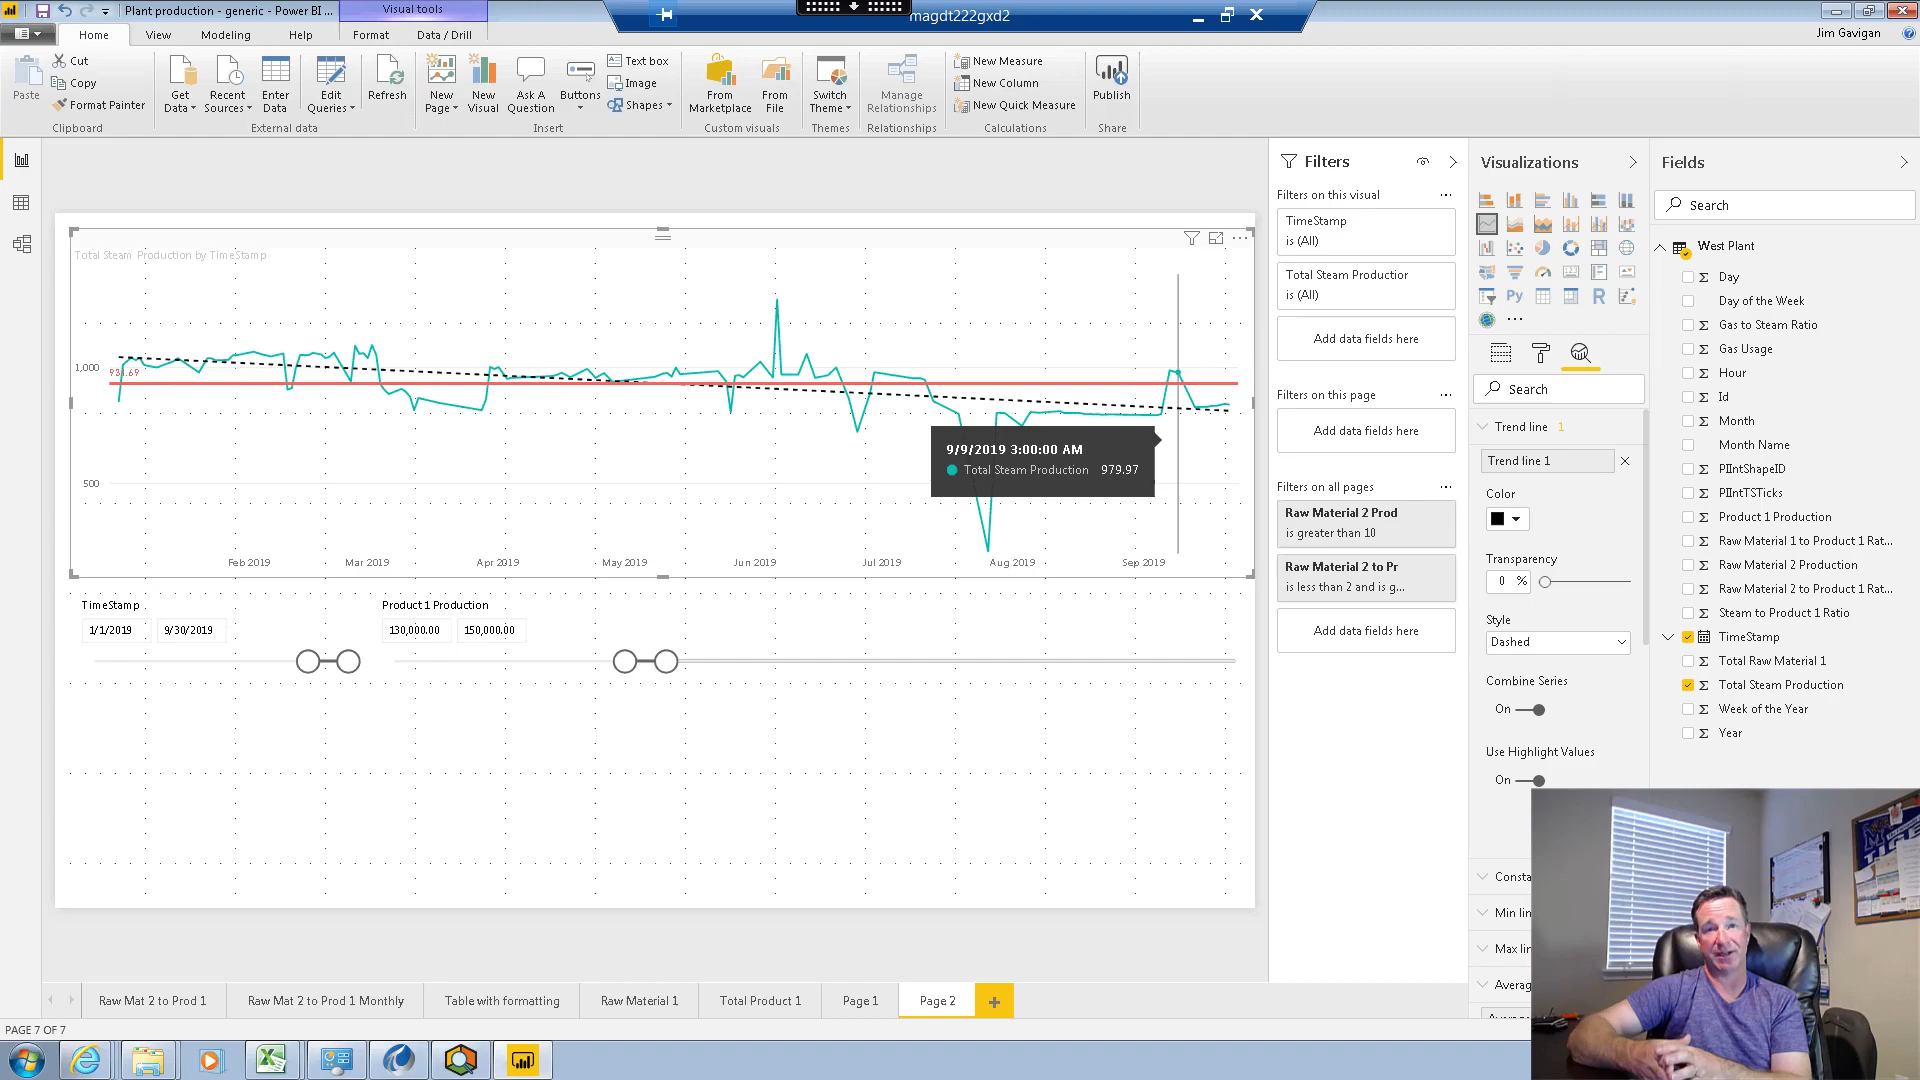 Plant production - generic - Power BI ...
Visual tools
magdt222gxd2
Home
View
Modeling
Help
Format
Data / Drill
Jim Gavigan
Paste
Cut
Copy
Format Painter
Clipboard
Get Data
Recent Sources
Enter Data
Edit Queries
Refresh
External data
New Page
New Visual
Ask A Question
Buttons
Text box
Image
Shapes
Insert
From Marketplace
From File
Custom visuals
Switch Theme
Themes
Manage Relationships
Relationships
New Measure
New Column
New Quick Measure
Calculations
Publish
Share
Total Steam Production by TimeStamp
1,000
500
Feb 2019
Mar 2019
Apr 2019
May 2019
Jun 2019
Jul 2019
Aug 2019
Sep 2019
9/9/2019 3:00:00 AM
Total Steam Production 979.97
TimeStamp
1/1/2019
9/30/2019
Product 1 Production
130,000.00
150,000.00
Filters
Filters on this visual
TimeStamp
is (All)
Total Steam Production
is (All)
Add data fields here
Filters on this page
Add data fields here
Filters on all pages
Raw Material 2 Prod
is greater than 10
Raw Material 2 to Pr
is less than 2 and is g...
Add data fields here
Visualizations
Py
R
Search
Trend line 1
Trend line 1
Color
Transparency
0 %
Style
Dashed
Combine Series
On
Use Highlight Values
On
Consta
Min lin
Max lin
Averag
Fields
Search
West Plant
Day
Day of the Week
Gas to Steam Ratio
Gas Usage
Hour
Id
Month
Month Name
PIIntShapeID
PIIntTSTicks
Product 1 Production
Raw Material 1 to Product 1 Rat...
Raw Material 2 Production
Raw Material 2 to Product 1 Rat...
Steam to Product 1 Ratio
TimeStamp
Total Raw Material 1
Total Steam Production
Week of the Year
Year
Raw Mat 2 to Prod 1
Raw Mat 2 to Prod 1 Monthly
Table with formatting
Raw Material 1
Total Product 1
Page 1
Page 2
PAGE 7 OF 7